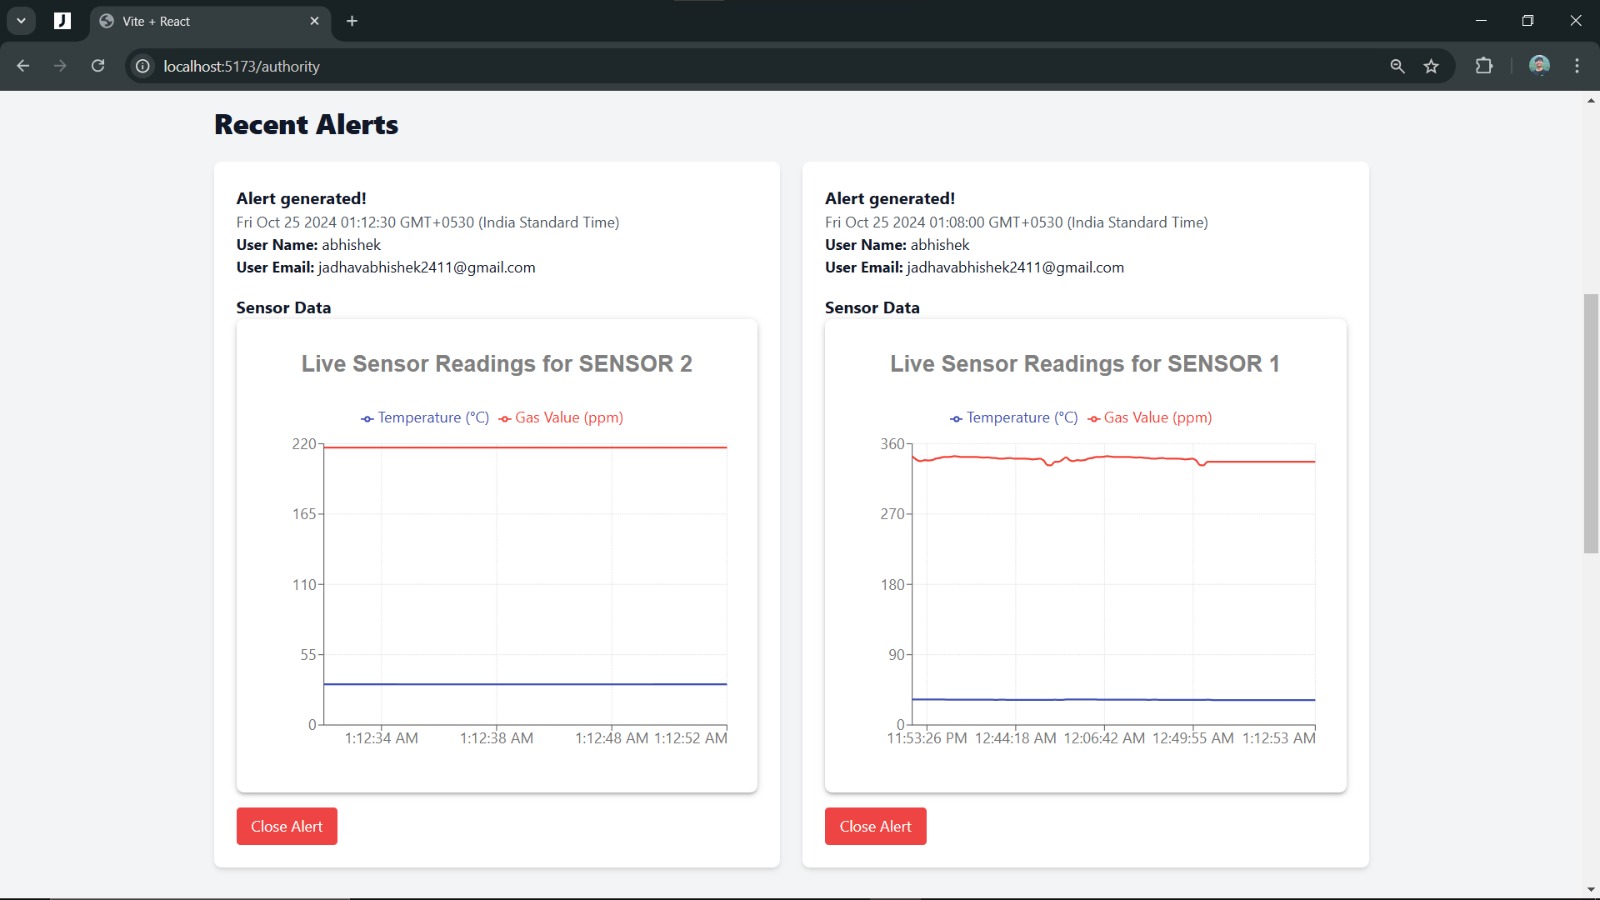 Vite + React
localhost:5173/authority
Recent Alerts
Alert generated!
Fri Oct 25 2024 01:12:30 GMT+0530 (India Standard Time)
User Name: abhishek
User Email: jadhavabhishek2411@gmail.com
Sensor Data
Live Sensor Readings for SENSOR 2
Temperature (°C) Gas Value (ppm)
220
165
110
55
0
1:12:34 AM 1:12:38 AM 1:12:48 AM 1:12:52 AM
Close Alert
Alert generated!
Fri Oct 25 2024 01:08:00 GMT+0530 (India Standard Time)
User Name: abhishek
User Email: jadhavabhishek2411@gmail.com
Sensor Data
Live Sensor Readings for SENSOR 1
Temperature (°C) Gas Value (ppm)
360
270
180
90
0
11:53:26 PM 12:44:18 AM 12:06:42 AM 12:49:55 AM 1:12:53 AM
Close Alert